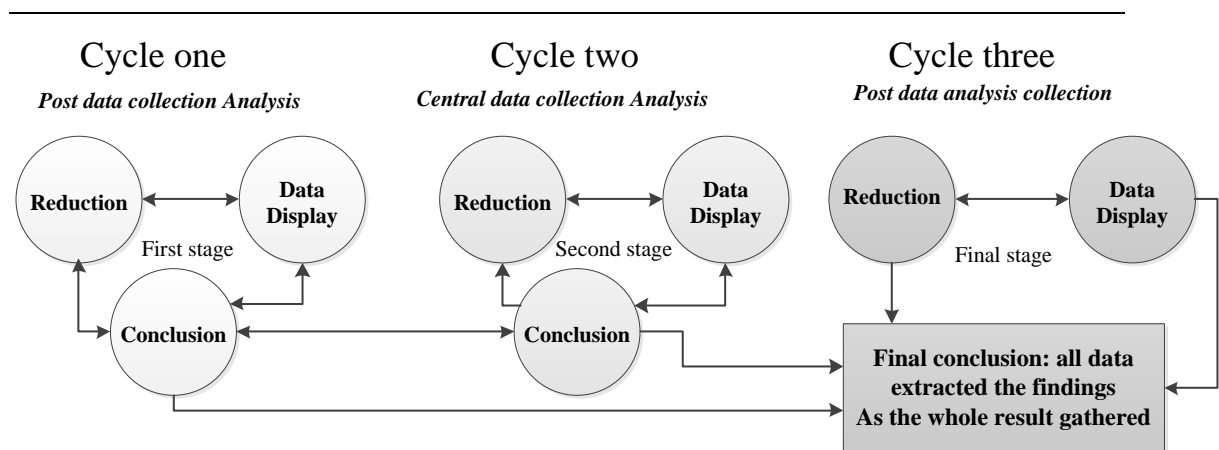 Cycle one
Post data collection Analysis
Reduction
Data
Display
First stage
Conclusion
Cycle two
Central data collection Analysis
Reduction
Data
Display
Second stage
Conclusion
Cycle three
Post data analysis collection
Reduction
Data
Display
Final stage
Final conclusion: all data
extracted the findings
As the whole result gathered